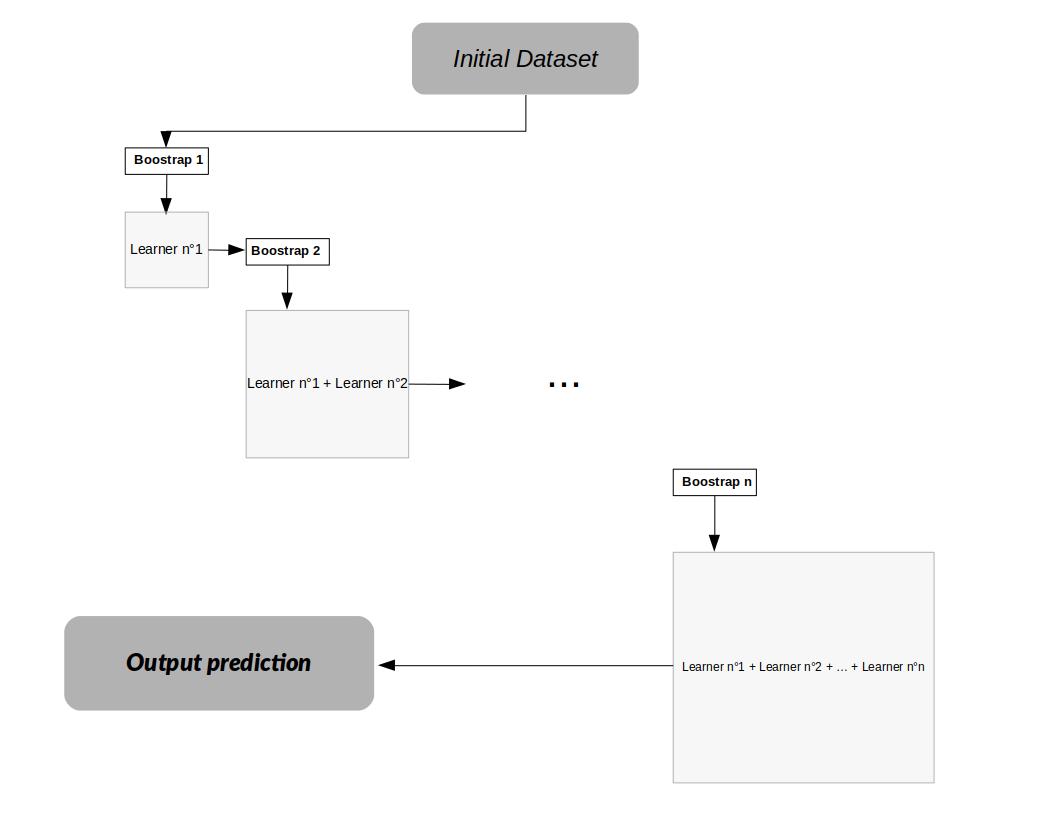 Initial Dataset
Boostrap 1
Learner n°1
Boostrap 2
Learner n°1 + Learner n°2
...
Boostrap n
Learner n°1 + Learner n°2 + ... + Learner n°n
Output prediction